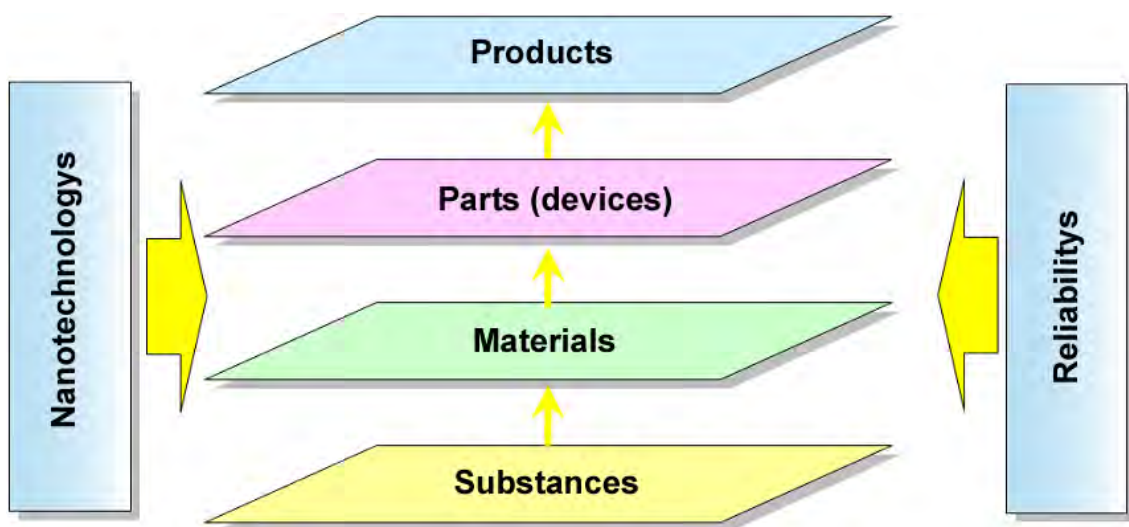 Products
Nanotechnologys
Parts (devices)
Reliabilitys
Materials
Substances